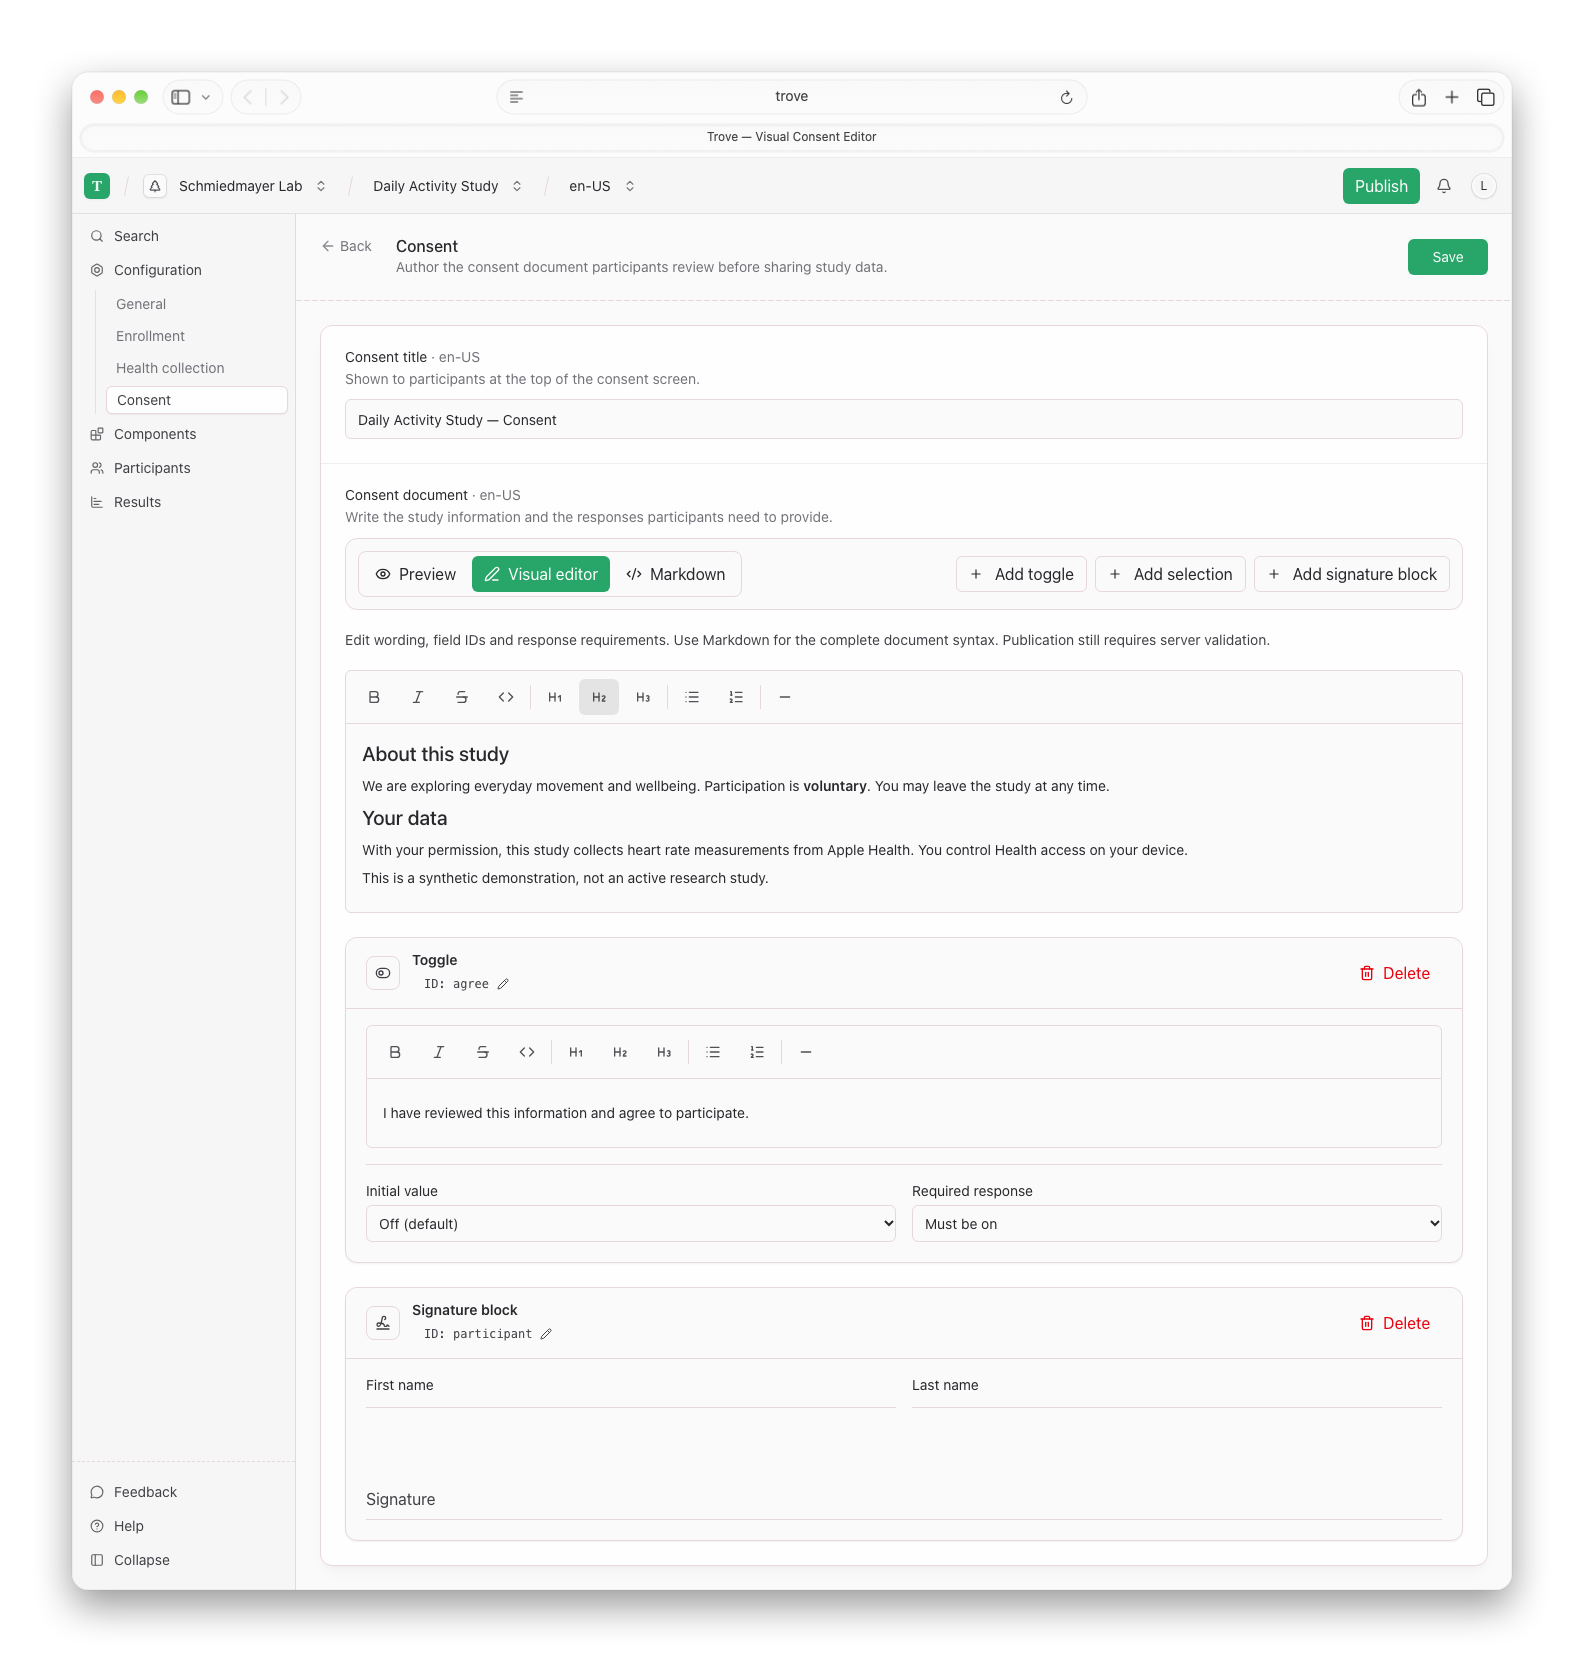 trove
Trove — Visual Consent Editor
T / Schmiedmayer Lab / Daily Activity Study / en-US Publish L
Search
Configuration
General
Enrollment
Health collection
Consent
Components
Participants
Results
Feedback
Help
Collapse
Back
Consent
Author the consent document participants review before sharing study data.
Save
Consent title · en-US
Shown to participants at the top of the consent screen.
Daily Activity Study — Consent
Consent document · en-US
Write the study information and the responses participants need to provide.
Preview Visual editor Markdown + Add toggle + Add selection + Add signature block
Edit wording, field IDs and response requirements. Use Markdown for the complete document syntax. Publication still requires server validation.
B I S <> H1 H2 H3
About this study
We are exploring everyday movement and wellbeing. Participation is voluntary. You may leave the study at any time.
Your data
With your permission, this study collects heart rate measurements from Apple Health. You control Health access on your device.
This is a synthetic demonstration, not an active research study.
Toggle
ID: agree
Delete
B I S <> H1 H2 H3
I have reviewed this information and agree to participate.
Initial value
Off (default)
Required response
Must be on
Signature block
ID: participant
Delete
First name
Last name
Signature